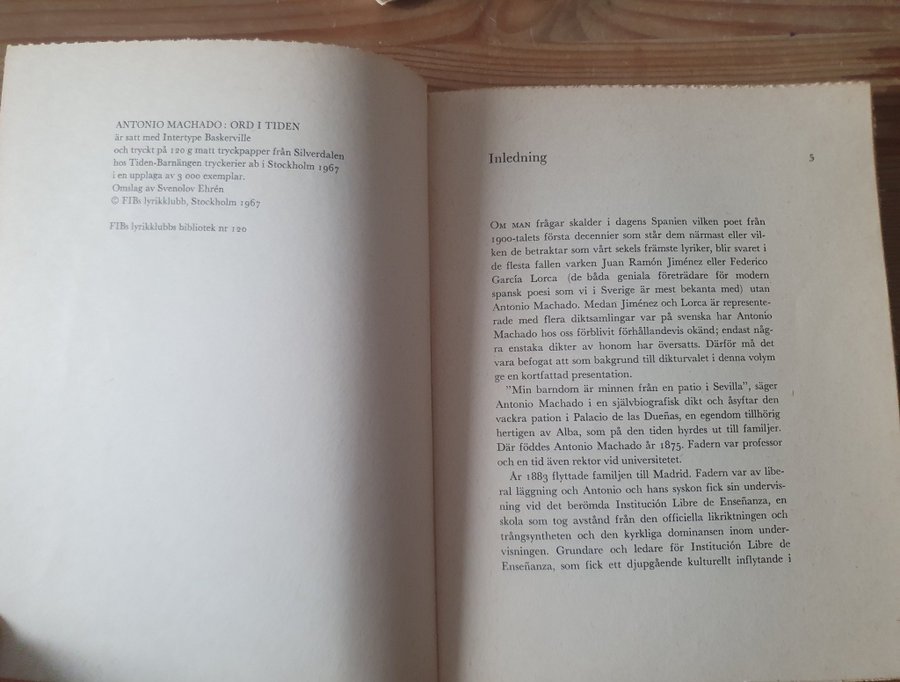 ANTONIO MACHADO: ORD I TIDEN
är satt med Intertype Baskerville
och tryckt på 120 g matt tryckpapper från Silverdalen
hos Tiden-Barnängen tryckerier ab i Stockholm 1967
i en upplaga av 3 000 exemplar.
Omslag av Svenolov Ehrén
© FIBs lyrikklubb, Stockholm 1967
FIBs lyrikklubbs bibliotek nr 120
Inledning 5
OM MAN frågar skalder i dagens Spanien vilken poet från
1900-talets första decennier som står dem närmast eller vil-
ken de betraktar som vårt sekels främste lyriker, blir svaret i
de flesta fallen varken Juan Ramón Jiménez eller Federico
García Lorca (de båda geniala företrädare för modern
spansk poesi som vi i Sverige är mest bekanta med) utan
Antonio Machado. Medan Jiménez och Lorca är represente-
rade med flera diktsamlingar var på svenska har Antonio
Machado hos oss förblivit förhållandevis okänd; endast någ-
ra enstaka dikter av honom har översatts. Därför må det
vara befogat att som bakgrund till dikturvalet i denna volym
ge en kortfattad presentation.
”Min barndom är minnen från en patio i Sevilla”, säger
Antonio Machado i en självbiografisk dikt och åsyftar den
vackra pation i Palacio de las Dueñas, en egendom tillhörig
hertigen av Alba, som på den tiden hyrdes ut till familjer.
Där föddes Antonio Machado år 1875. Fadern var professor
och en tid även rektor vid universitetet.
År 1883 flyttade familjen till Madrid. Fadern var av libe-
ral läggning och Antonio och hans syskon fick sin undervis-
ning vid det berömda Institución Libre de Enseñanza, en
skola som tog avstånd från den officiella likriktningen och
trångsyntheten och den kyrkliga dominansen inom under-
visningen. Grundare och ledare för Institución Libre de
Enseñanza, som fick ett djupgående kulturellt inflytande i